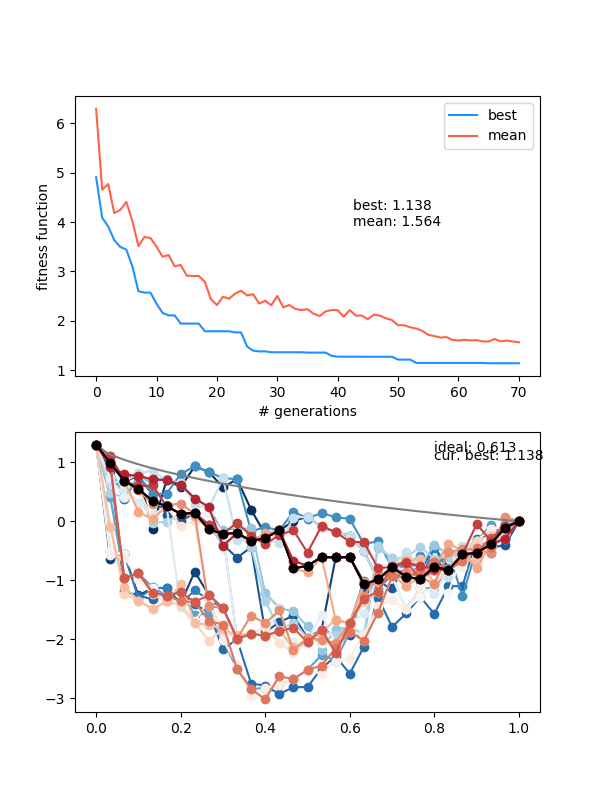 6
5
4
3
2
1
fitness function
best
mean
best: 1.138
mean: 1.564
0 10 20 30 40 50 60 70
# generations
1
0
−1
−2
−3
ideal: 0.613
cur. best: 1.138
0.0 0.2 0.4 0.6 0.8 1.0